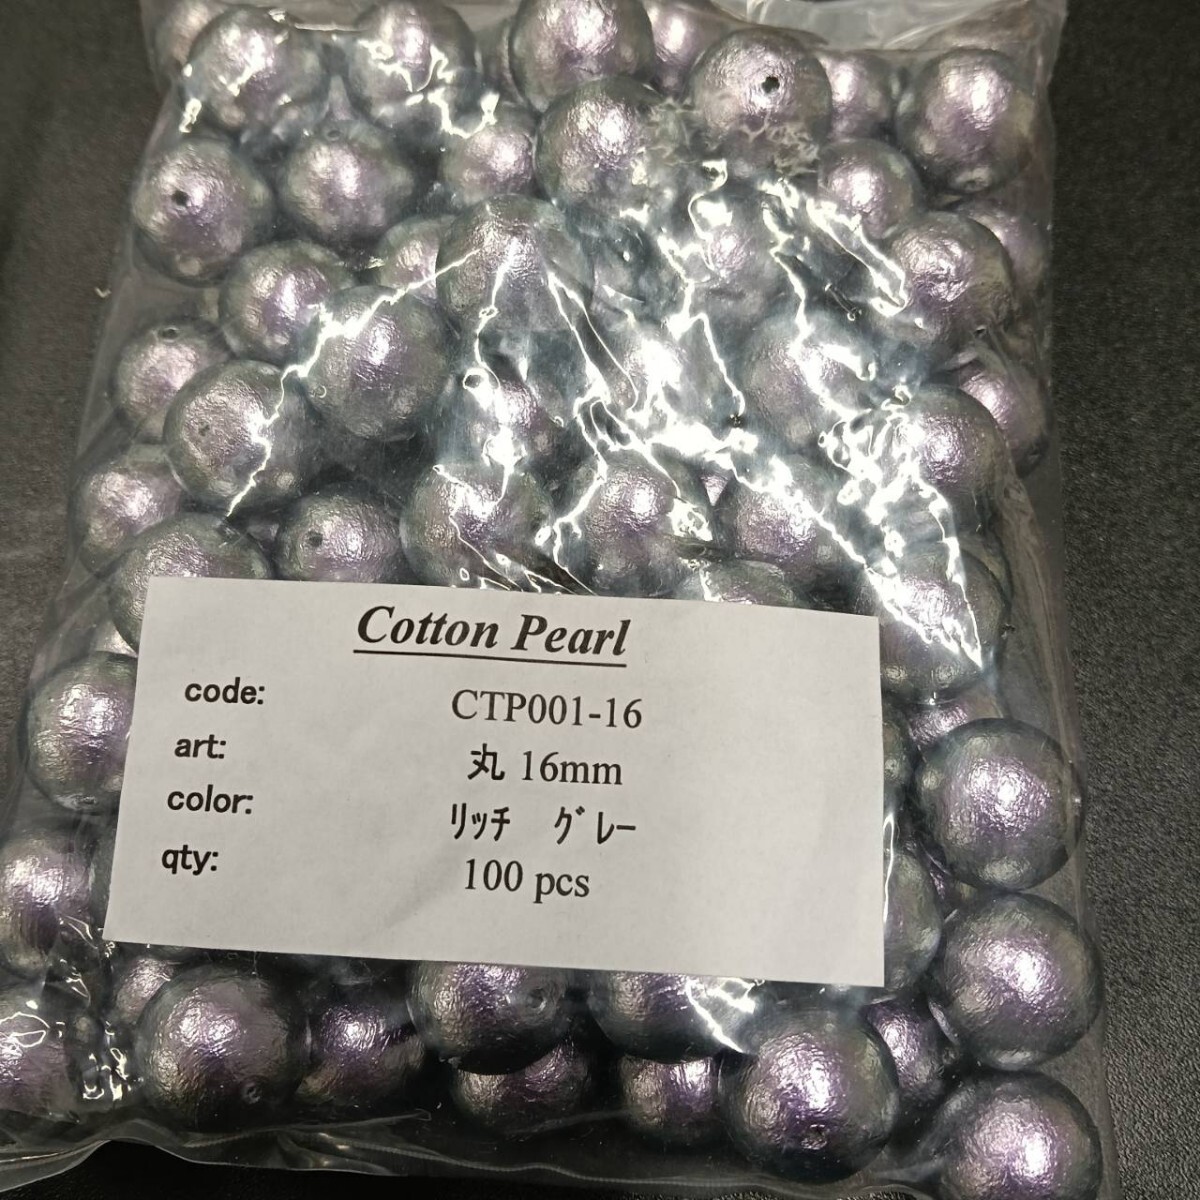 Cotton Pearl
code: CTP001-16
art: 丸 16mm
color: ﾘｯﾁ ｸﾞﾚｰ
qty: 100 pcs